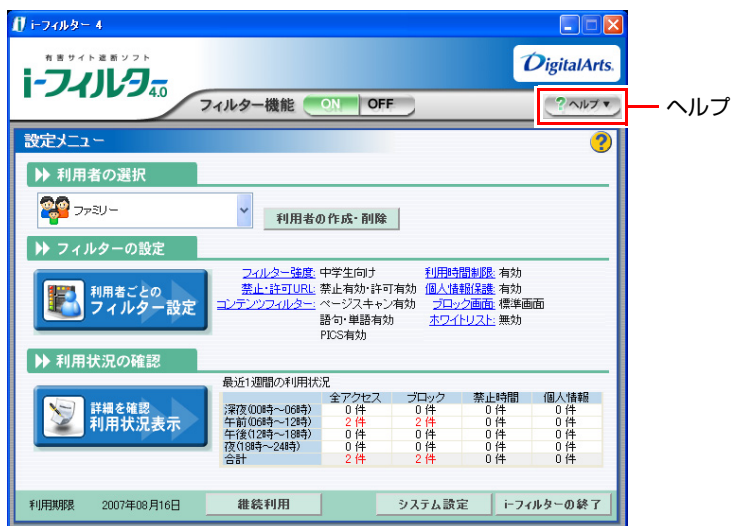 i-フィルター 4
有害サイト遮断ソフト
i-フィルター4.0
DigitalArts.
フィルター機能 ON OFF
?ヘルプ▼
ヘルプ
設定メニュー
?
利用者の選択
ファミリー
利用者の作成・削除
フィルターの設定
利用者ごとの
フィルター設定
フィルター強度: 中学生向け 利用時間制限: 有効
禁止・許可URL: 禁止有効・許可有効 個人情報保護: 有効
コンテンツフィルター: ページスキャン有効 ブロック画面: 標準画面
語句・単語有効 ホワイトリスト: 無効
PICS有効
利用状況の確認
詳細を確認
利用状況表示
最近1週間の利用状況
全アクセス ブロック 禁止時間 個人情報
深夜(00時～06時) 0 件 0 件 0 件 0 件
午前(06時～12時) 2 件 2 件 0 件 0 件
午後(12時～18時) 0 件 0 件 0 件 0 件
夜(18時～24時) 0 件 0 件 0 件 0 件
合計 2 件 2 件 0 件 0 件
利用期限 2007年08月16日 継続利用 システム設定 i-フィルターの終了